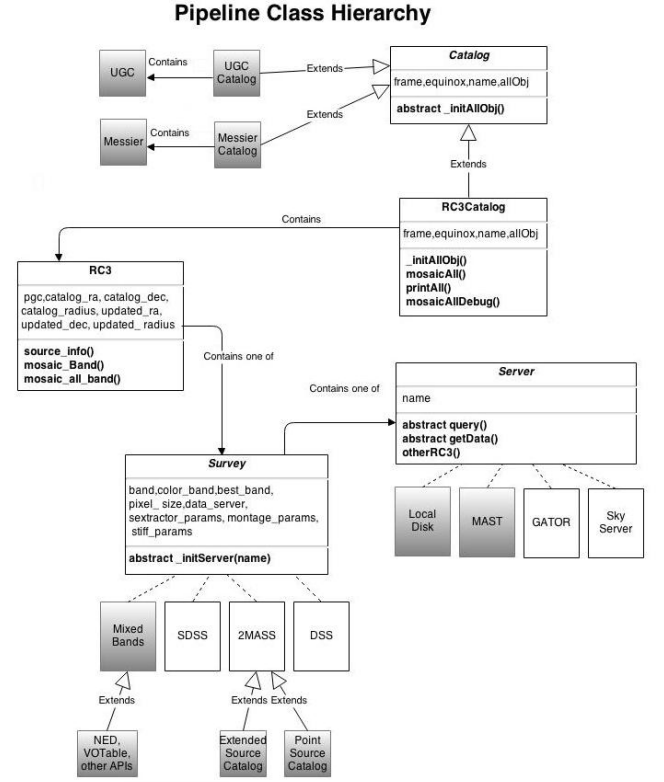 Pipeline Class Hierarchy
UGC
Contains
UGC
Catalog
Extends
Catalog
frame,equinox,name,allObj
abstract _initAllObj()
Messier
Contains
Messier
Catalog
Extends
Extends
RC3Catalog
frame,equinox,name,allObj
_initAllObj()
mosaicAll()
printAll()
mosaicAllDebug()
Contains
RC3
pgc,catalog_ra, catalog_dec,
catalog_radius, updated_ra,
updated_dec, updated_ radius
source_info()
mosaic_Band()
mosaic_all_band()
Contains one of
Contains one of
Server
name
abstract query()
abstract getData()
otherRC3()
Local
Disk
MAST
GATOR
Sky
Server
Survey
band,color_band,best_band,
pixel_ size,data_server,
sextractor_params, montage_params,
stiff_params
abstract _initServer(name)
Mixed
Bands
SDSS
2MASS
DSS
Extends
Extends
Extends
NED,
VOTable,
other APIs
Extended
Source
Catalog
Point
Source
Catalog